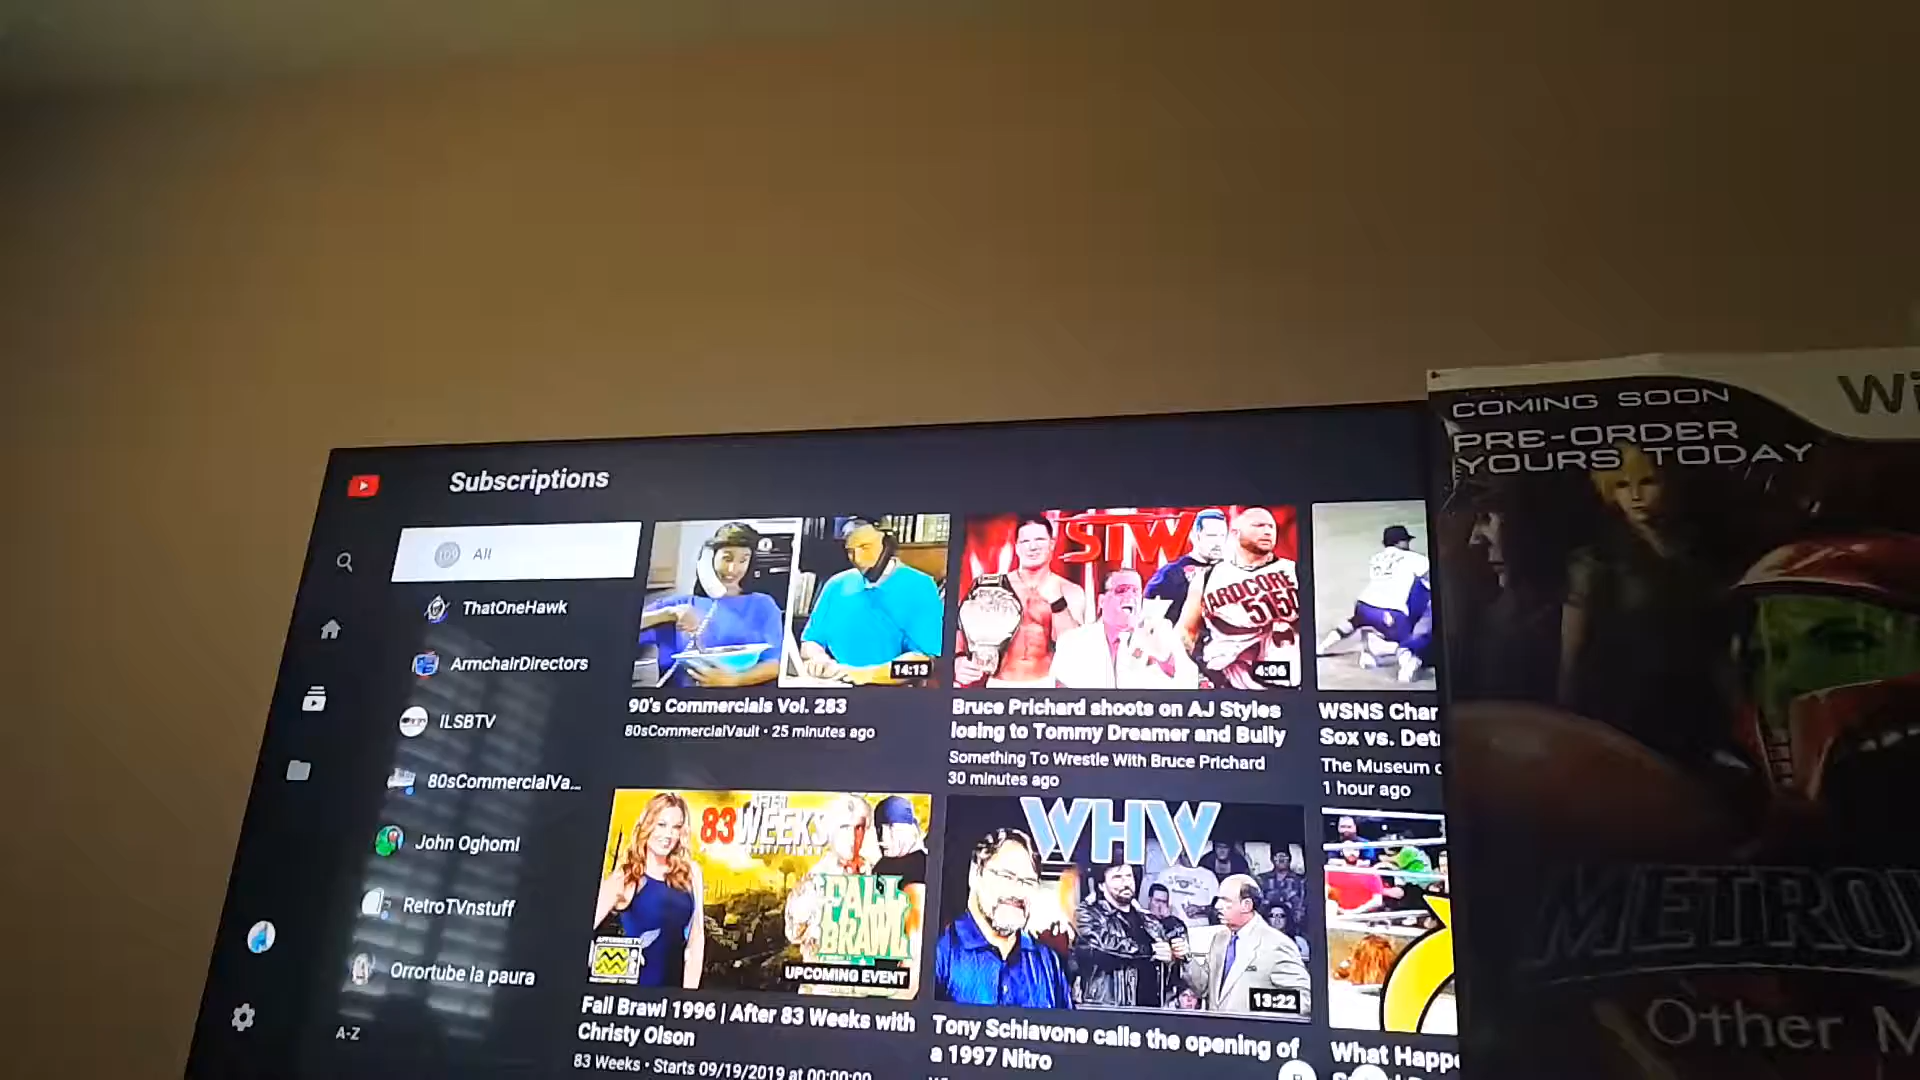 Subscriptions
109 All
ThatOneHawk
ArmchairDirectors
ILSBTV
80sCommercialVa...
John Oghomi
RetroTVnstuff
Orrortube la paura
A-Z
14:13
90's Commercials Vol. 283
80sCommercialVault • 25 minutes ago
STW
HARDCORE
5150
4:06
Bruce Prichard shoots on AJ Styles
losing to Tommy Dreamer and Bully
Something To Wrestle With Bruce Prichard
30 minutes ago
WSNS Char
Sox vs. Det
The Museum
1 hour ago
AFTER
83 WEEKS
FALL
BRAWL
UPCOMING EVENT
Fall Brawl 1996 | After 83 Weeks with
Christy Olson
83 Weeks • Starts 09/19/2019 at 00:00:00
WHW
13:22
Tony Schiavone calls the opening of
a 1997 Nitro
What Happe
COMING SOON
PRE-ORDER
YOURS TODAY
Wi
METROI
Other M